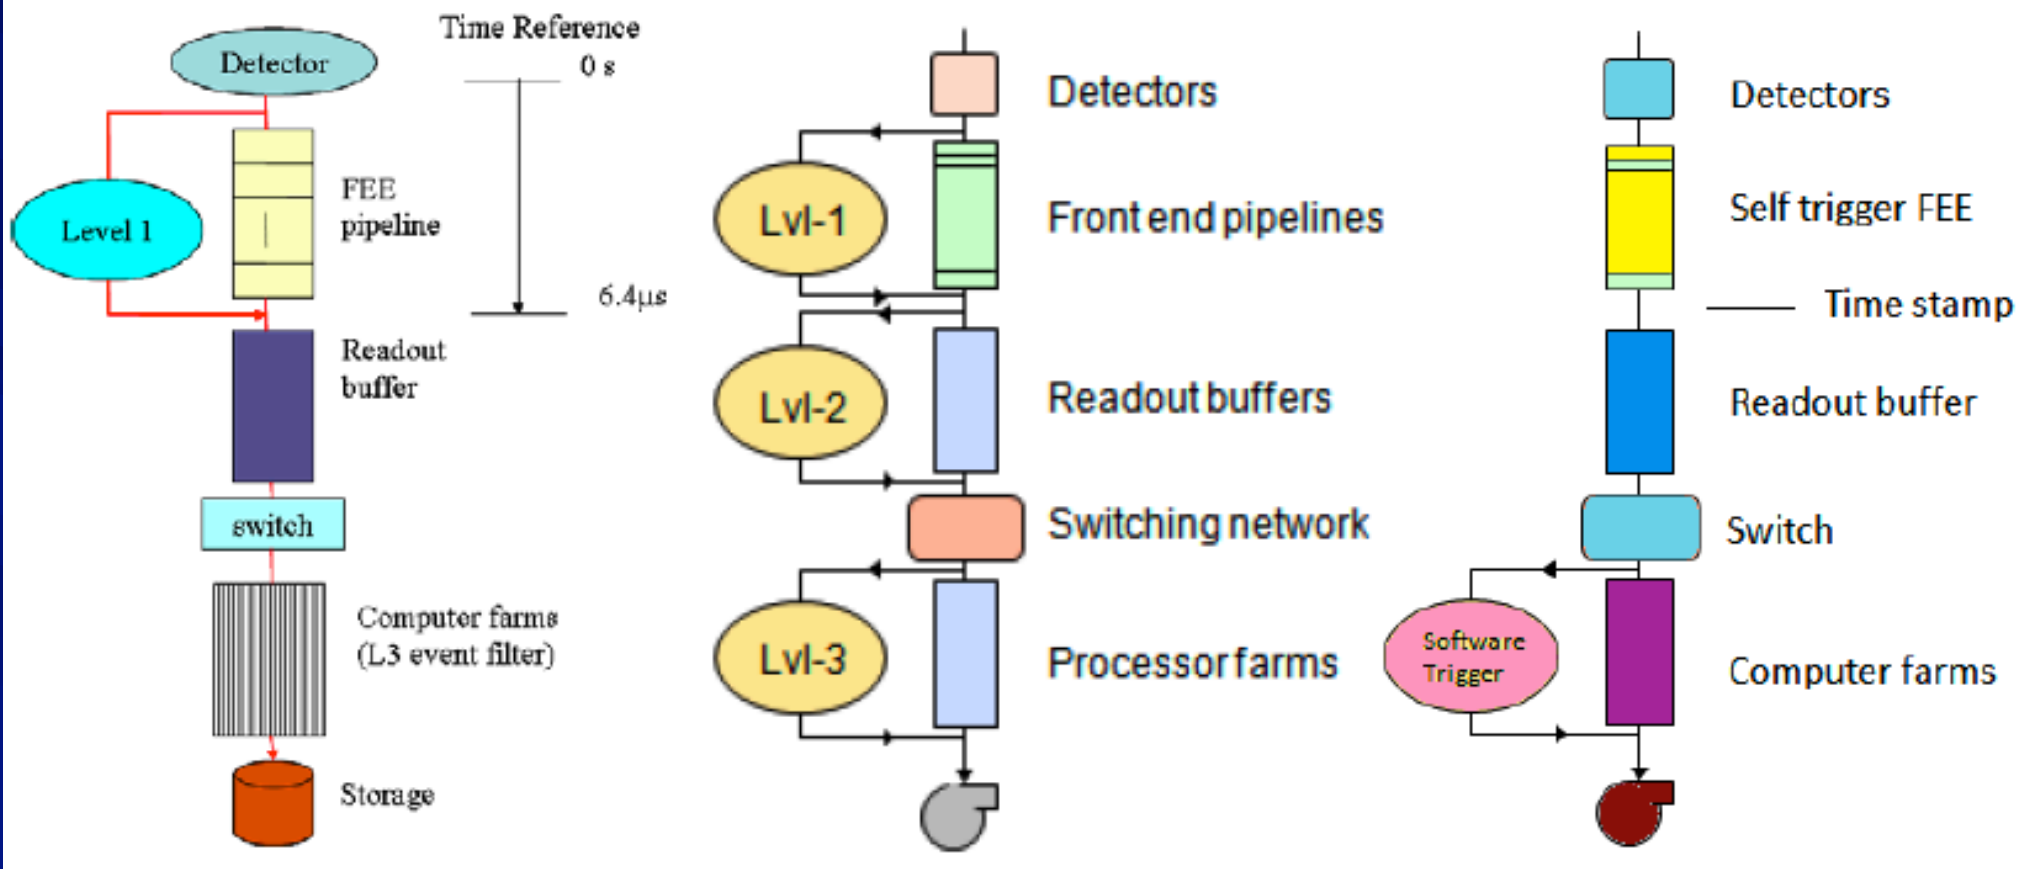 Time Reference
0 s
Detector
Level 1
FEE
pipeline
6.4μs
Readout
buffer
switch
Computer farms
(L3 event filter)
Storage
Detectors
Lvl-1
Front end pipelines
Lvl-2
Readout buffers
Switching network
Lvl-3
Processor farms
Detectors
Self trigger FEE
Time stamp
Readout buffer
Switch
Software
Trigger
Computer farms